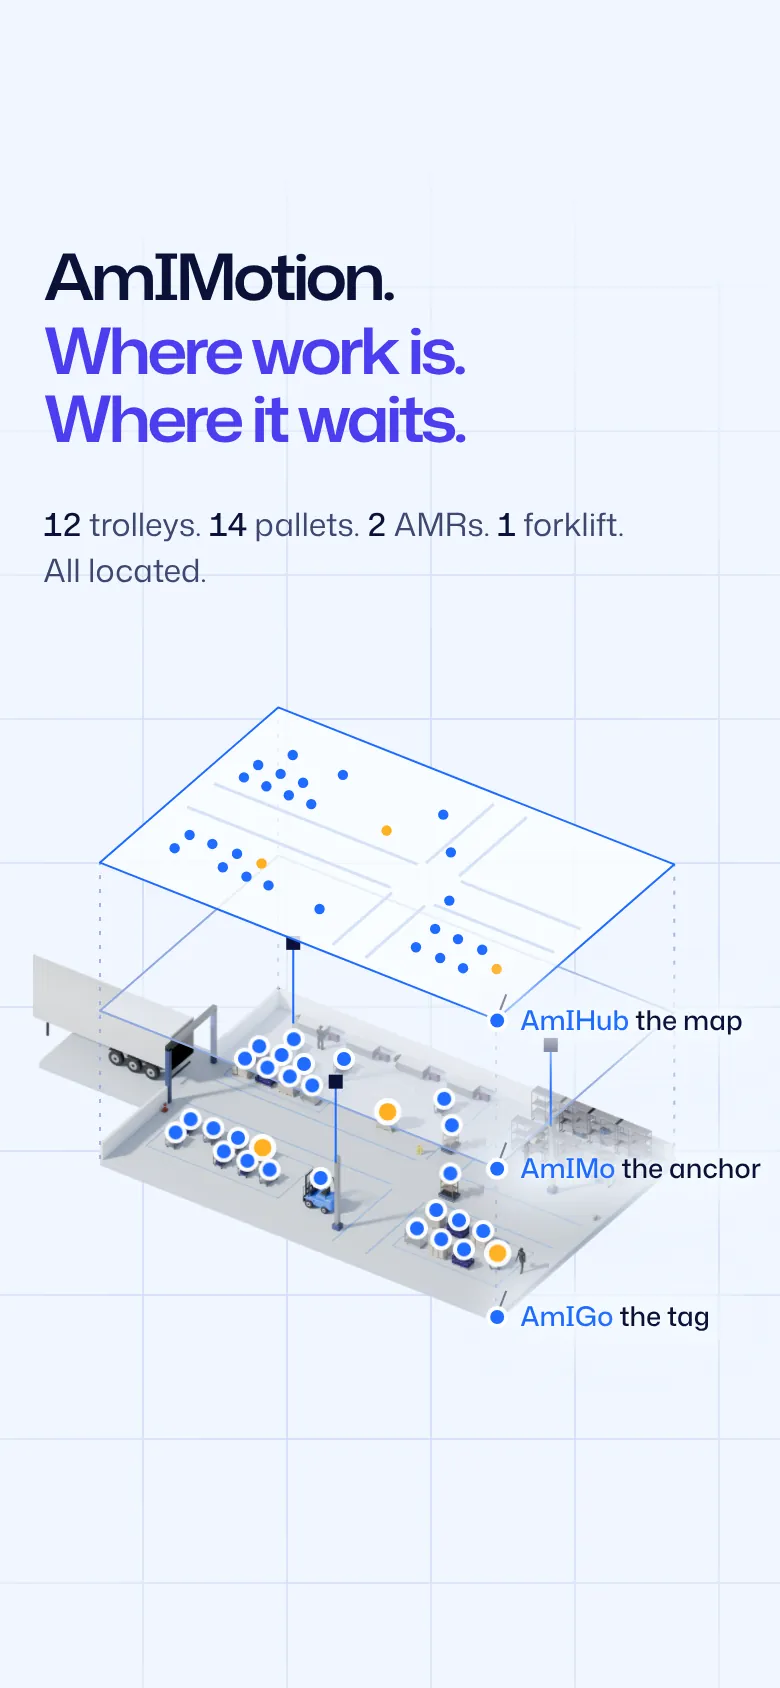 AmIMotion.
Where work is.
Where it waits.
12 trolleys. 14 pallets. 2 AMRs. 1 forklift.
All located.
AmIHub the map
AmIMo the anchor
AmIGo the tag